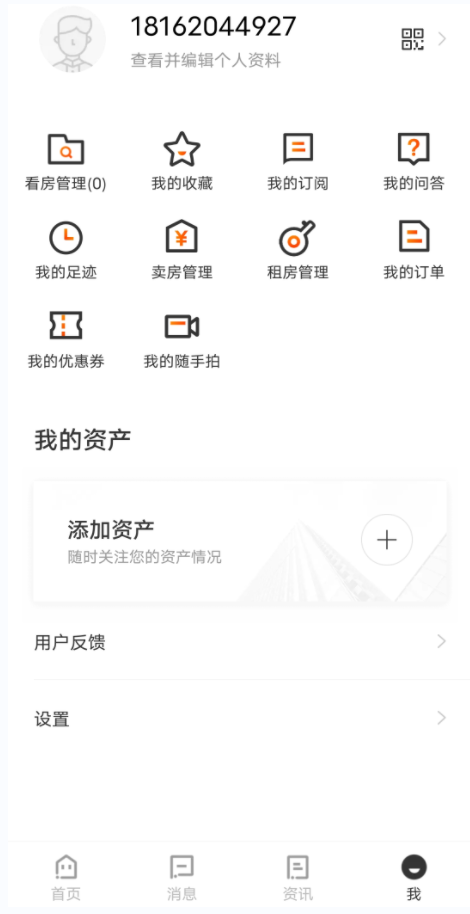 18162044927
查看并编辑个人资料
看房管理(0) 我的收藏 我的订阅 我的问答
我的足迹 卖房管理 租房管理 我的订单
我的优惠券 我的随手拍
我的资产
添加资产
随时关注您的资产情况
用户反馈
设置
首页 消息 资讯 我